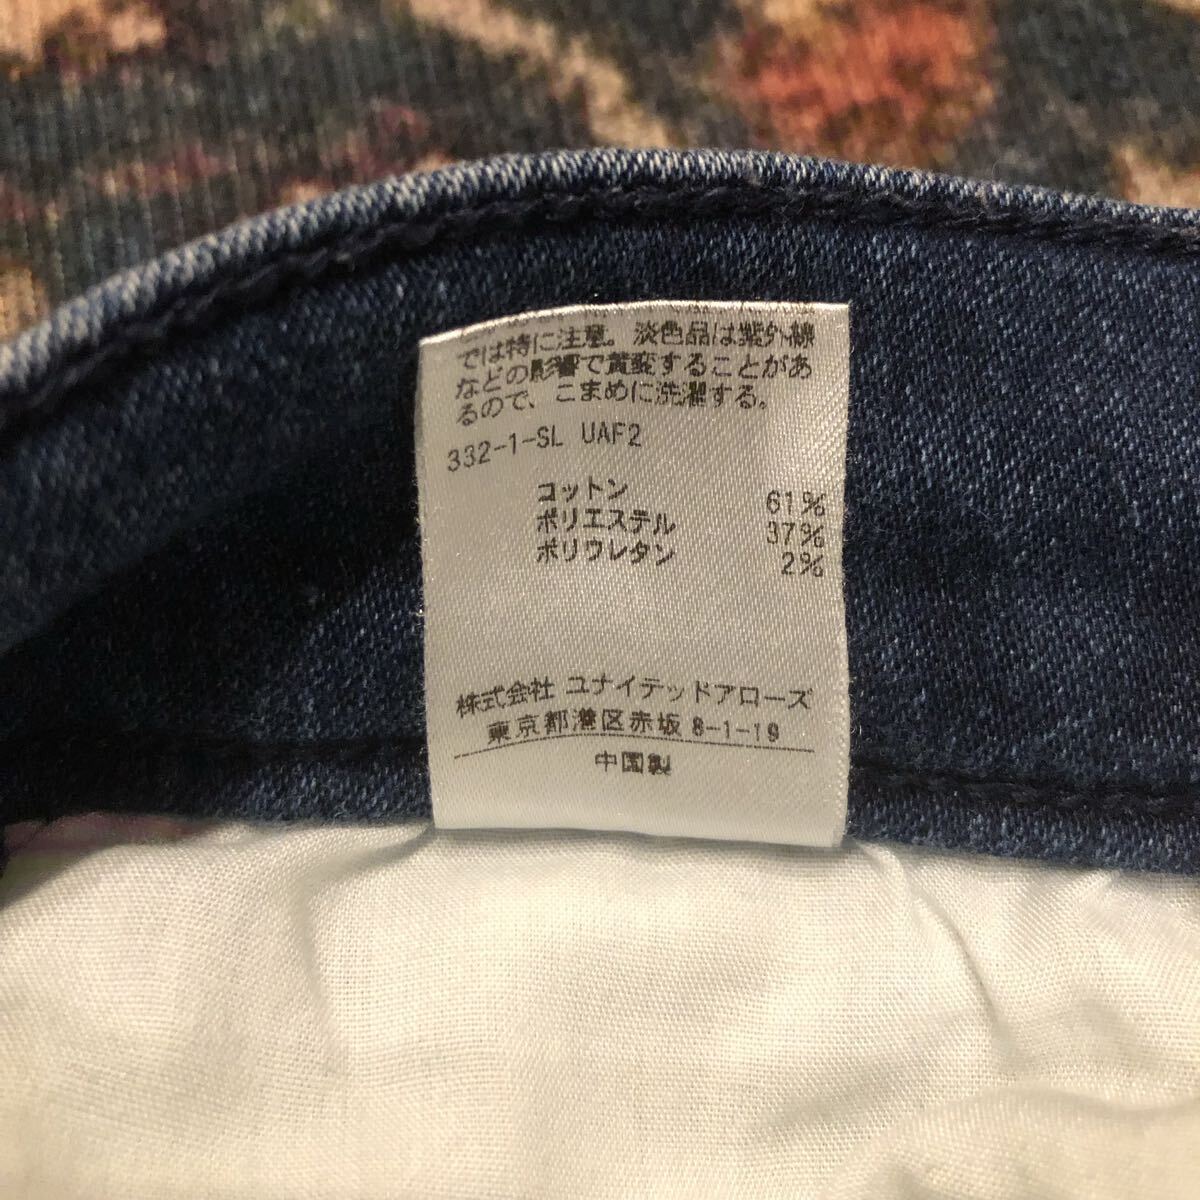 では特に注意。淡色品は紫外線
などの影響で黄変することがあ
るので、こまめに洗濯する。
332-1-SL UAF2
コットン 61%
ポリエステル 37%
ポリウレタン 2%
株式会社 ユナイテッドアローズ
東京都港区赤坂 8-1-19
中国製